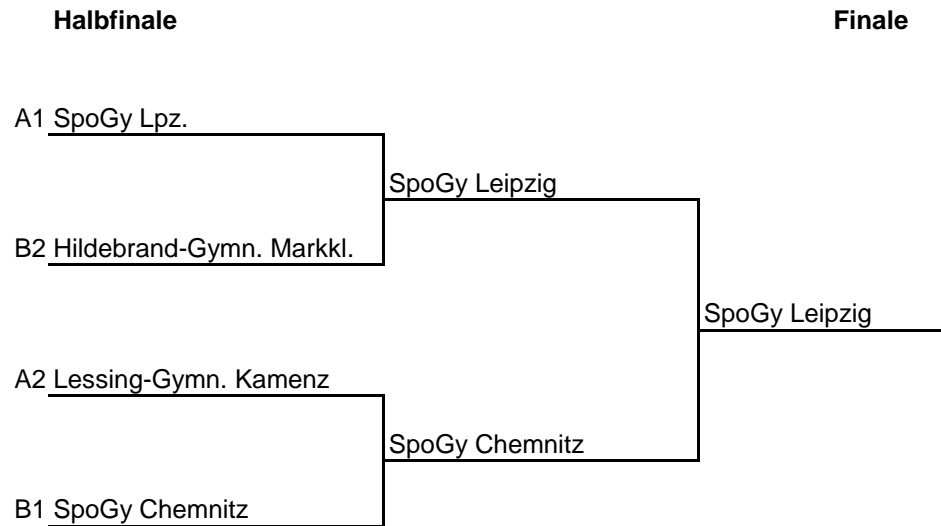 Halbfinale Finale
A1 SpoGy Lpz.
SpoGy Leipzig
B2 Hildebrand-Gymn. Markkl.
SpoGy Leipzig
A2 Lessing-Gymn. Kamenz
SpoGy Chemnitz
B1 SpoGy Chemnitz